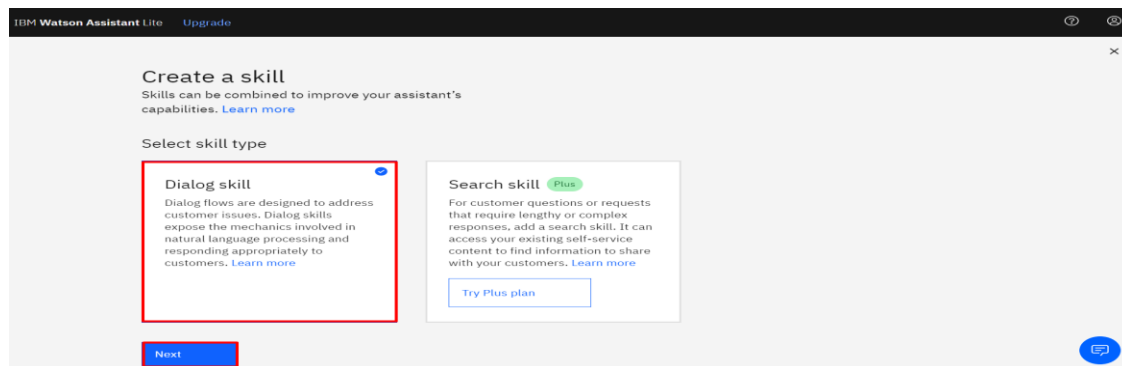 IBM Watson Assistant Lite Upgrade
Create a skill
Skills can be combined to improve your assistant's
capabilities. Learn more
Select skill type
Dialog skill
Dialog flows are designed to address
customer issues. Dialog skills
expose the mechanics involved in
natural language processing and
responding appropriately to
customers. Learn more
Search skill Plus
For customer questions or requests
that require lengthy or complex
responses, add a search skill. It can
access your existing self-service
content to find information to share
with your customers. Learn more
Try Plus plan
Next